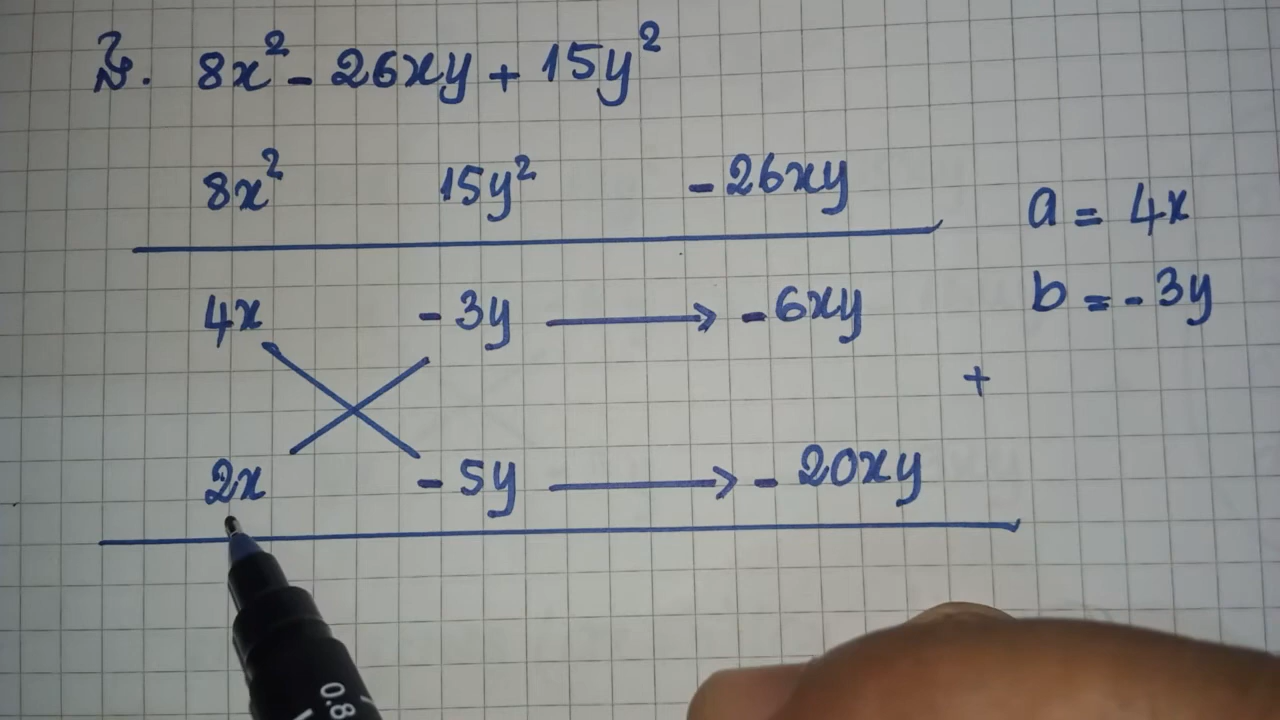 8x² - 26xy + 15y²
8x² 15y² - 26xy
a = 4x
b = - 3y
4x - 3y → - 6xy
+
2x - 5y → - 20xy
0.8